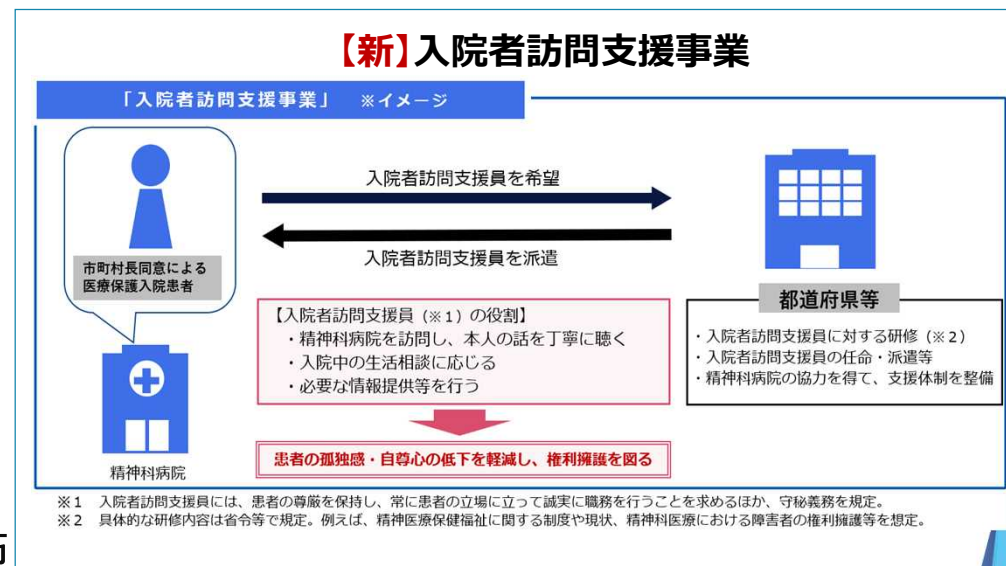 【新】入院者訪問支援事業
「入院者訪問支援事業」　※イメージ
入院者訪問支援員を希望
入院者訪問支援員を派遣
市町村長同意による
医療保護入院患者
精神科病院
【入院者訪問支援員（※１）の役割】
・精神科病院を訪問し、本人の話を丁寧に聴く
・入院中の生活相談に応じる
・必要な情報提供等を行う
患者の孤独感・自尊心の低下を軽減し、権利擁護を図る
都道府県等
・入院者訪問支援員に対する研修（※２）
・入院者訪問支援員の任命・派遣等
・精神科病院の協力を得て、支援体制を整備
※１　入院者訪問支援員には、患者の尊厳を保持し、常に患者の立場に立って誠実に職務を行うことを求めるほか、守秘義務を規定。
※２　具体的な研修内容は省令等で規定。例えば、精神医療保健福祉に関する制度や現状、精神科医療における障害者の権利擁護等を想定。